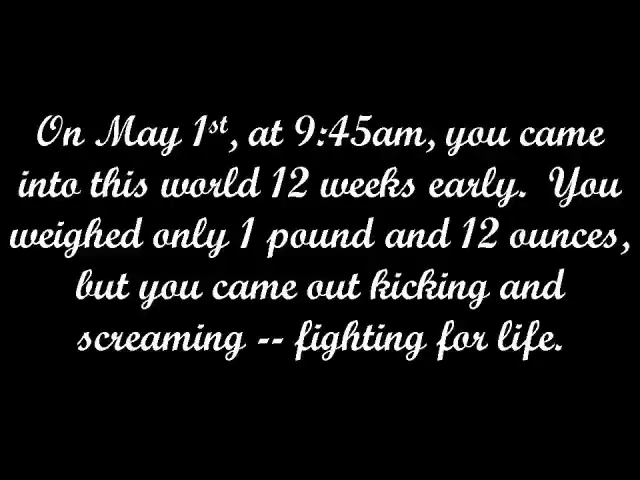 On May 1st, at 9:45am, you came
into this world 12 weeks early. You
weighed only 1 pound and 12 ounces,
but you came out kicking and
screaming -- fighting for life.